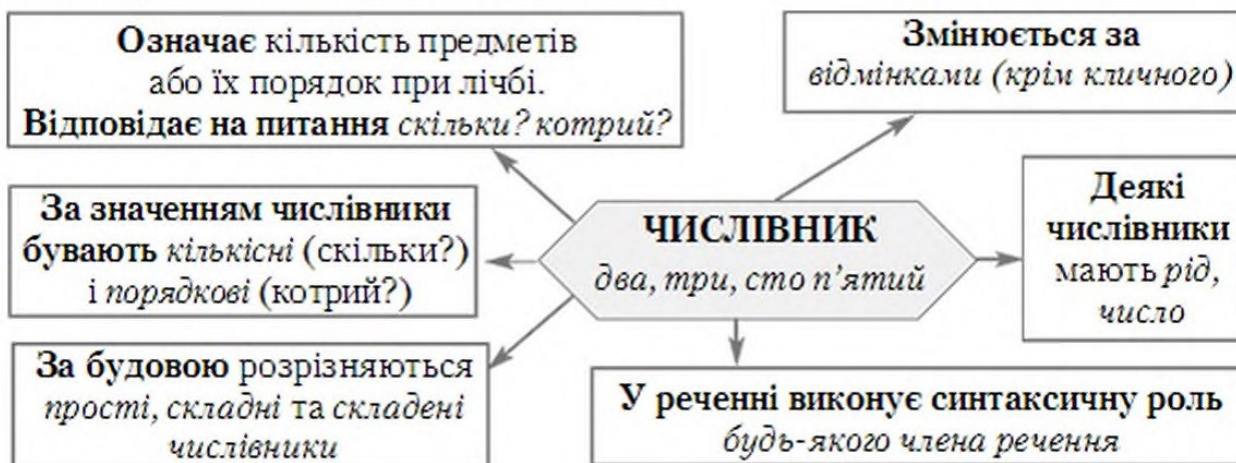 Означає кількість предметів
або їх порядок при лічбі.
Відповідає на питання скільки? котрий?
Змінюється за
відмінками (крім кличного)
За значенням числівники
бувають кількісні (скільки?)
і порядкові (котрий?)
ЧИСЛІВНИК
два, три, сто п’ятий
Деякі
числівники
мають рід,
число
За будовою розрізняються
прості, складні та складені
числівники
У реченні виконує синтаксичну роль
будь-якого члена речення